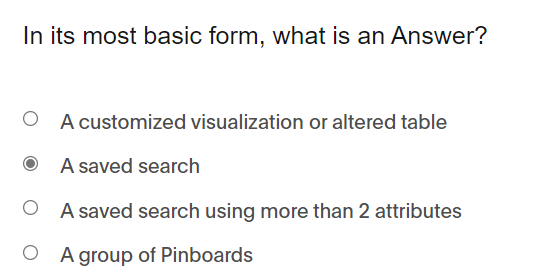 In its most basic form, what is an Answer?
A customized visualization or altered table
A saved search
A saved search using more than 2 attributes
A group of Pinboards